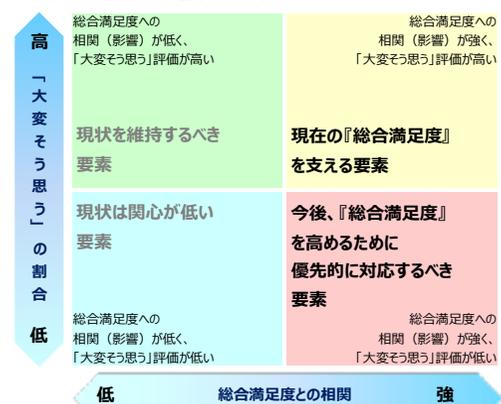 高
「大変そう思う」の割合
低
総合満足度への
相関（影響）が低く、
「大変そう思う」評価が高い
現状を維持するべき
要素
総合満足度への
相関（影響）が強く、
「大変そう思う」評価が高い
現在の『総合満足度』
を支える要素
現状は関心が低い
要素
総合満足度への
相関（影響）が低く、
「大変そう思う」評価が低い
今後、『総合満足度』
を高めるために
優先的に対応するべき
要素
総合満足度への
相関（影響）が強く、
「大変そう思う」評価が低い
低
総合満足度との相関
強